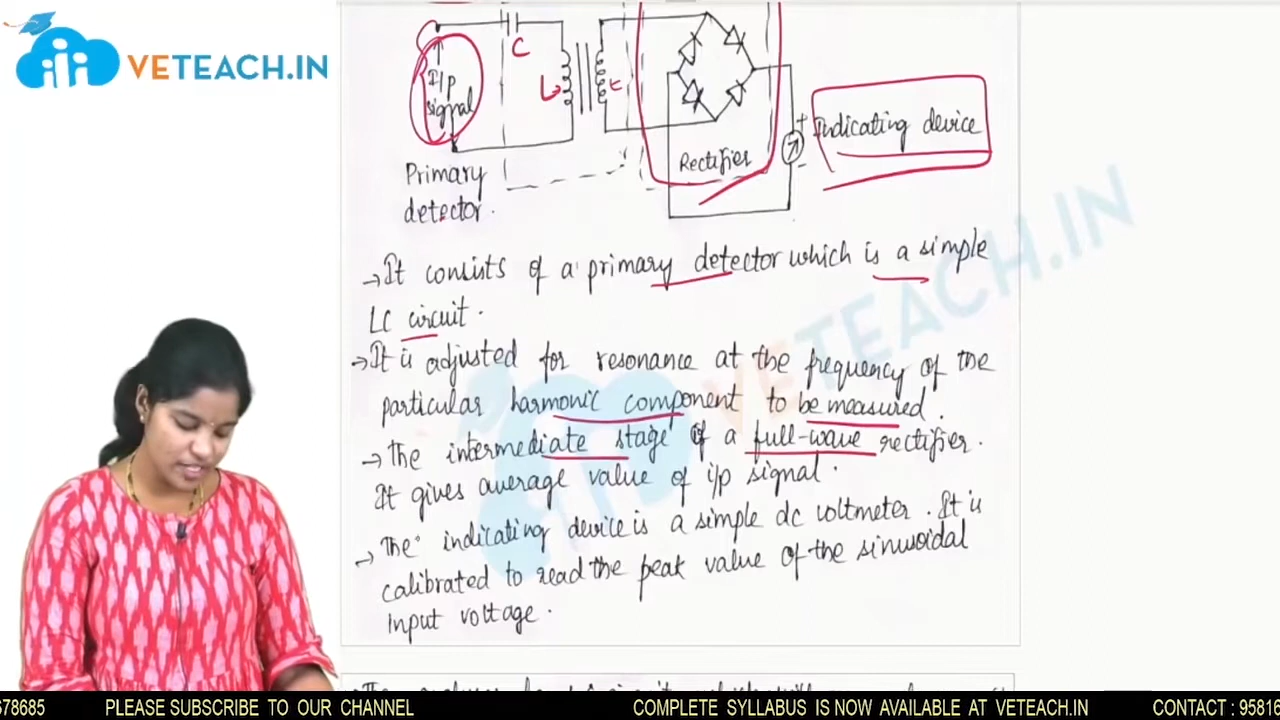 VETEACH.IN
C
L
I/p
signal
t
+
Indicating device
-
Rectifier
Primary
detector.
→It consists of a primary detector which is a simple
LC circuit.
→It is adjusted for resonance at the frequency of the
particular harmonic component to be measured.
→The intermediate stage of a full-wave rectifier.
It gives average value of i/p signal.
→The indicating device is a simple dc voltmeter. It is
calibrated to read the peak value of the sinusoidal
input voltage.
VETEACH.IN
678685 PLEASE SUBSCRIBE TO OUR CHANNEL COMPLETE SYLLABUS IS NOW AVAILABLE AT VETEACH.IN CONTACT : 9581